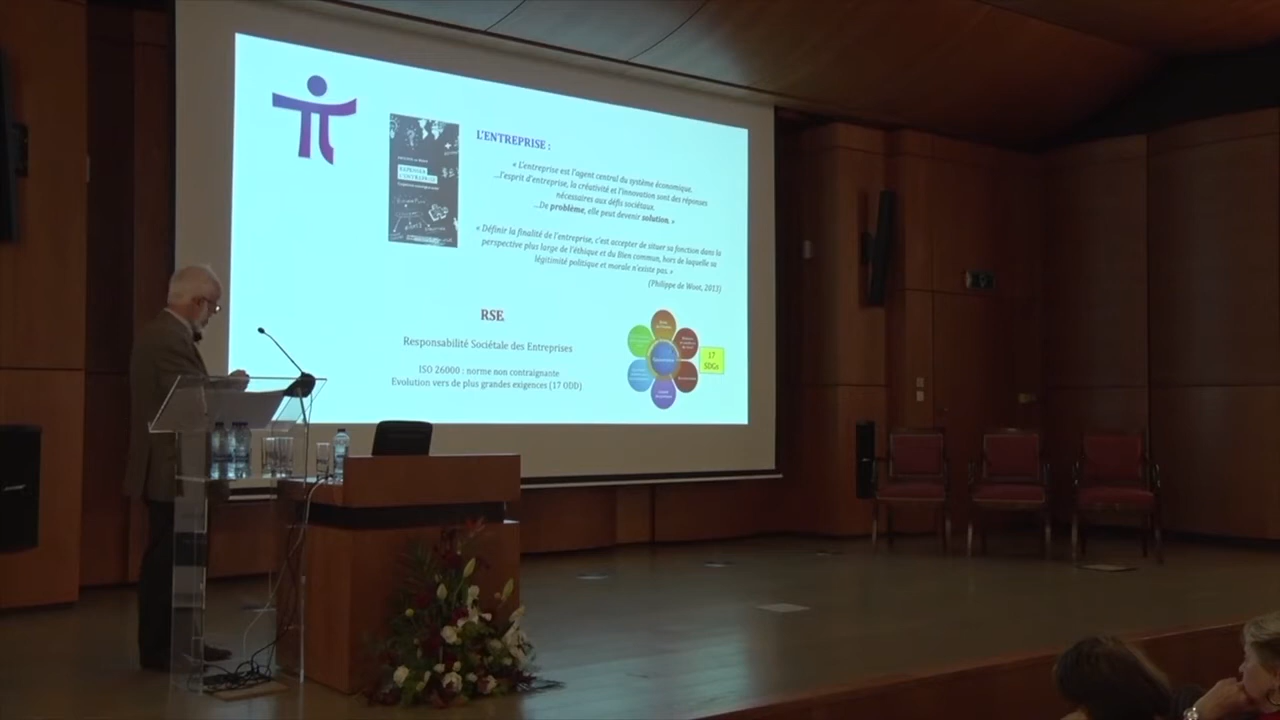 L'ENTREPRISE :
« L'entreprise est l'agent central du système économique.
...l'esprit d'entreprise, la créativité et l'innovation sont des réponses
nécessaires aux défis sociétaux.
...De problème, elle peut devenir solution. »
« Définir la finalité de l'entreprise, c'est accepter de situer sa fonction dans la
perspective plus large de l'éthique et du Bien commun, hors de laquelle sa
légitimité politique et morale n'existe pas. »
(Philippe de Woot, 2013)
RSE
Responsabilité Sociétale des Entreprises
ISO 26000 : norme non contraignante
Evolution vers de plus grandes exigences (17 ODD)
17
SDGs